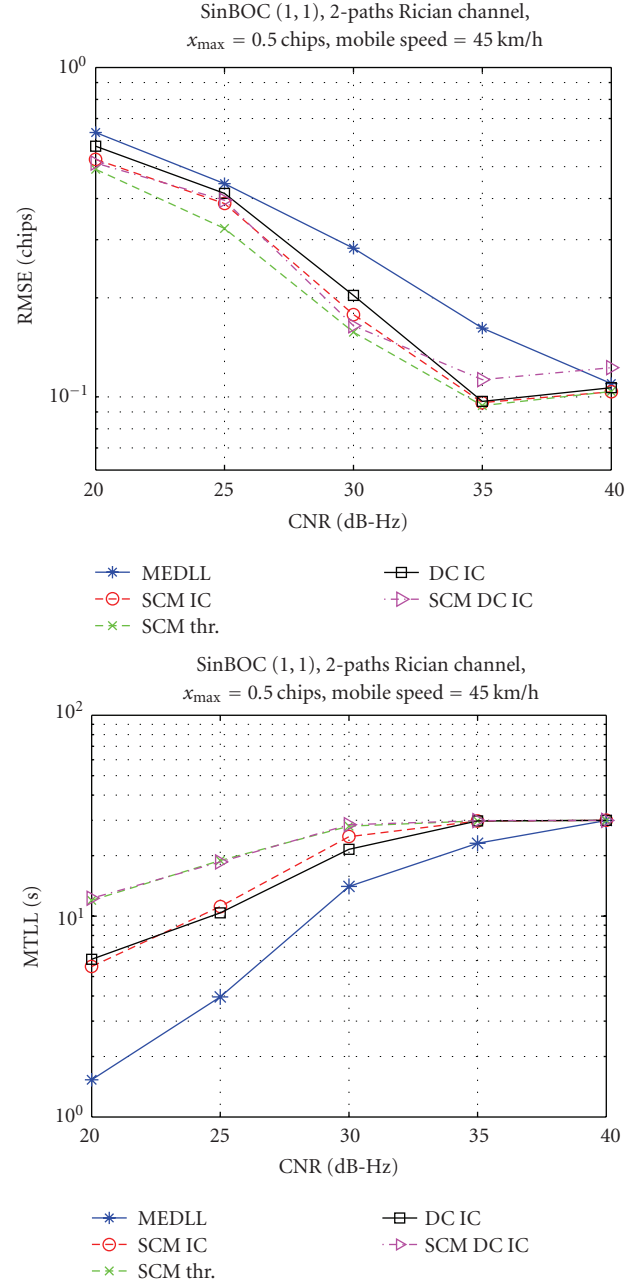 SinBOC (1, 1), 2-paths Rician channel,
x_max = 0.5 chips, mobile speed = 45 km/h
10^0
10^-1
RMSE (chips)
20 25 30 35 40
CNR (dB-Hz)
MEDLL DC IC
SCM IC SCM DC IC
SCM thr.
SinBOC (1, 1), 2-paths Rician channel,
x_max = 0.5 chips, mobile speed = 45 km/h
10^2
10^1
10^0
MTLL (s)
20 25 30 35 40
CNR (dB-Hz)
MEDLL DC IC
SCM IC SCM DC IC
SCM thr.